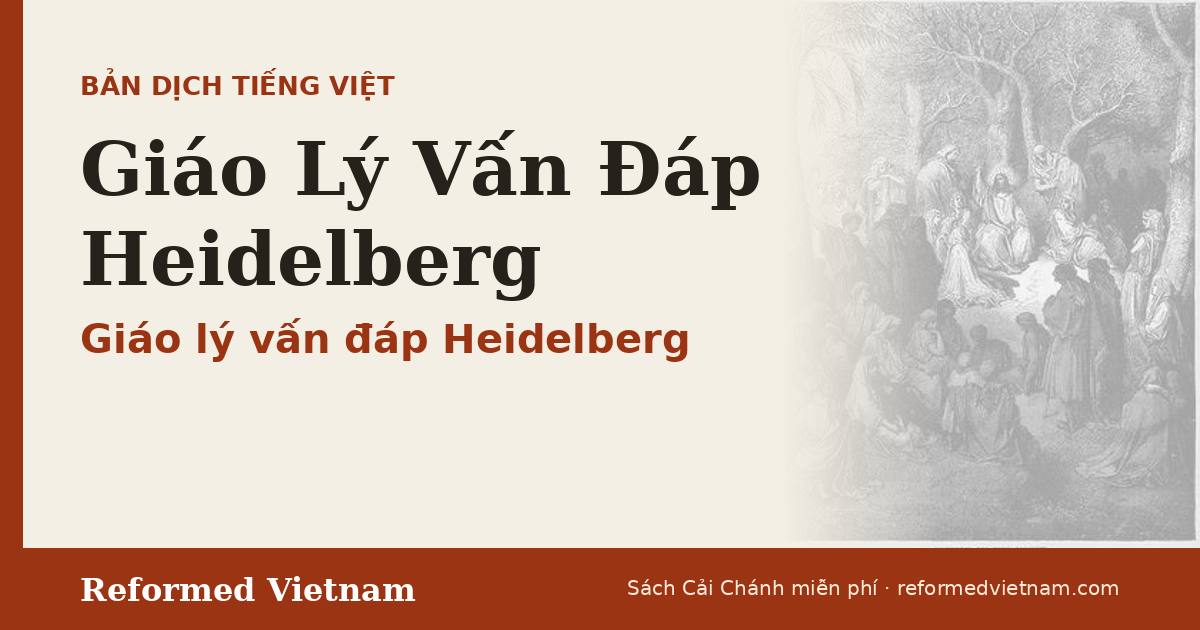 BẢN DỊCH TIẾNG VIỆT
Giáo Lý Vấn Đáp
Heidelberg
Giáo lý vấn đáp Heidelberg
Reformed Vietnam
Sách Cải Chánh miễn phí · reformedvietnam.com